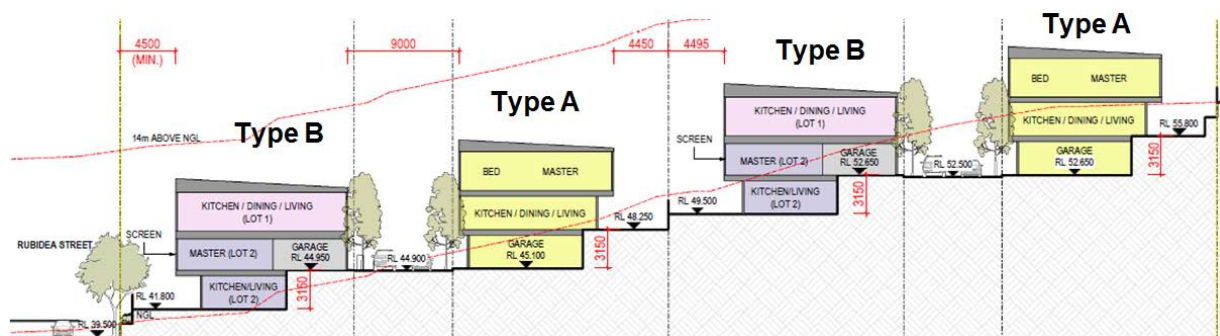 4500
(MIN.)
9000
4450
4495
Type A
Type B
Type A
Type B
14m ABOVE NGL
BED MASTER
KITCHEN / DINING / LIVING
RL 55.800
GARAGE
RL 52.650
3150
KITCHEN / DINING / LIVING
(LOT 1)
SCREEN
MASTER (LOT 2)
GARAGE
RL 52.650
RL 52.500
KITCHEN/LIVING
(LOT 2)
3150
RL 49.500
BED MASTER
KITCHEN / DINING / LIVING
RL 48.250
GARAGE
RL 45.100
3150
KITCHEN / DINING / LIVING
(LOT 1)
RUBIDEA STREET
SCREEN
MASTER (LOT 2)
GARAGE
RL 44.950
RL 44.900
KITCHEN/LIVING
(LOT 2)
3150
RL 41.800
NGL
RL 39.500